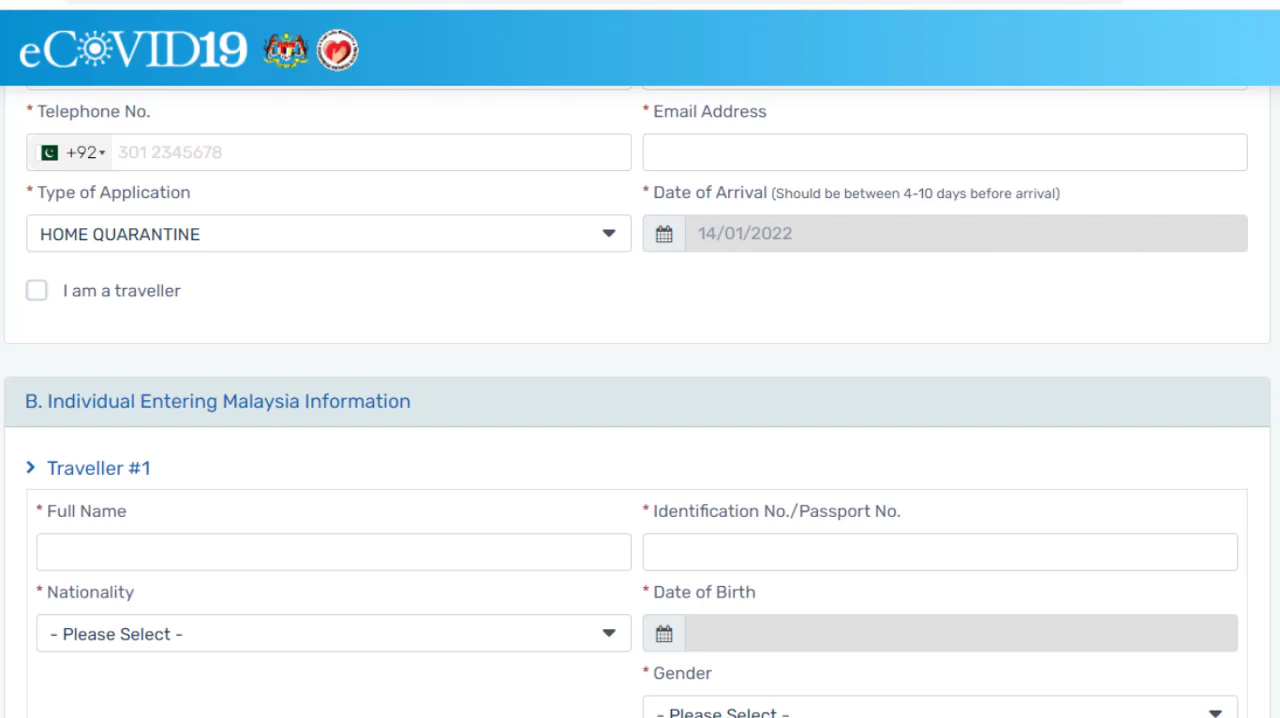 eCOVID19
* Telephone No.
* Email Address
+92 301 2345678
* Type of Application
* Date of Arrival (Should be between 4-10 days before arrival)
HOME QUARANTINE
14/01/2022
I am a traveller
B. Individual Entering Malaysia Information
Traveller #1
* Full Name
* Identification No./Passport No.
* Nationality
* Date of Birth
- Please Select -
* Gender
- Please Select -